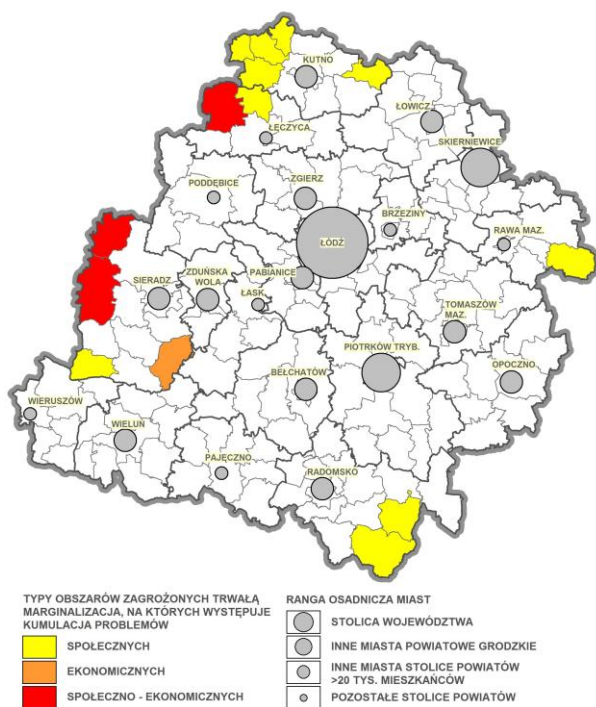 KUTNO
ŁOWICZ
ŁĘCZYCA
SKIERNIEWICE
PODDĘBICE
ZGIERZ
BRZEZINY
RAWA MAZ.
ŁÓDŹ
SIERADZ
ZDUŃSKA
WOLA
PABIANICE
ŁASK
TOMASZÓW
MAZ.
PIOTRKÓW TRYB.
BEŁCHATÓW
OPOCZNO
WIERUSZÓW
WIELUŃ
PAJĘCZNO
RADOMSKO
TYPY OBSZARÓW ZAGROŻONYCH TRWAŁĄ
MARGINALIZACJA, NA KTÓRYCH WYSTĘPUJE
KUMULACJA PROBLEMÓW
SPOŁECZNYCH
EKONOMICZNYCH
SPOŁECZNO - EKONOMICZNYCH
RANGA OSADNICZA MIAST
STOLICA WOJEWÓDZTWA
INNE MIASTA POWIATOWE GRODZKIE
INNE MIASTA STOLICE POWIATÓW
>20 TYS. MIESZKAŃCÓW
POZOSTAŁE STOLICE POWIATÓW